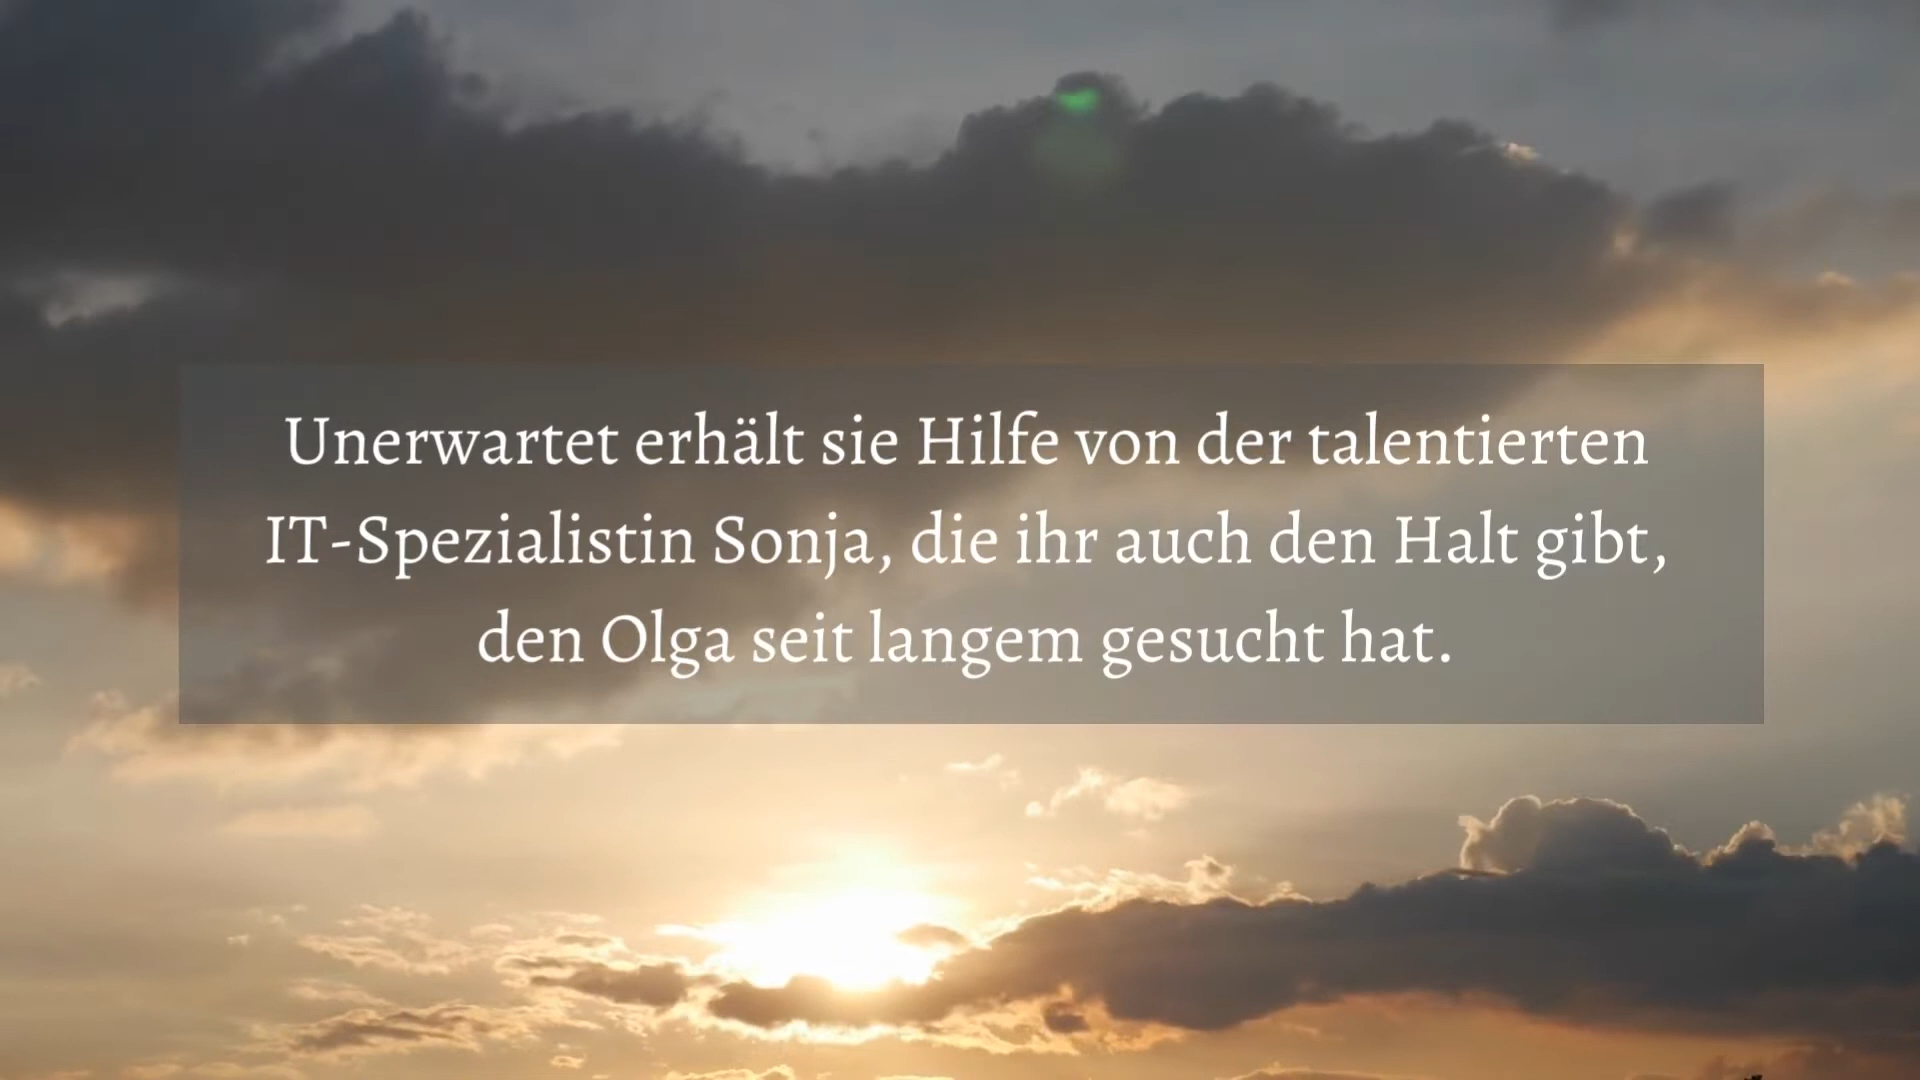 Unerwartet erhält sie Hilfe von der talentierten
IT-Spezialistin Sonja, die ihr auch den Halt gibt,
den Olga seit langem gesucht hat.